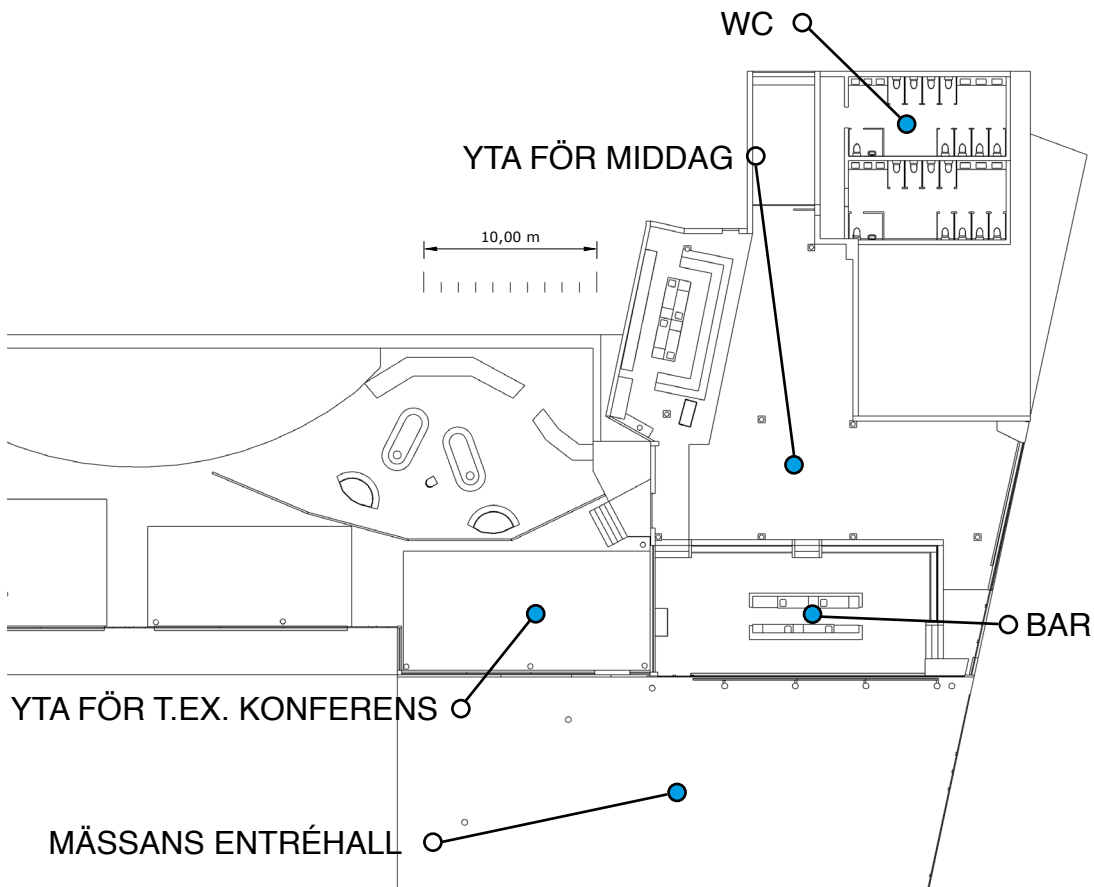 WC
YTA FÖR MIDDAG
10,00 m
BAR
YTA FÖR T.EX. KONFERENS
MÄSSANS ENTRÉHALL